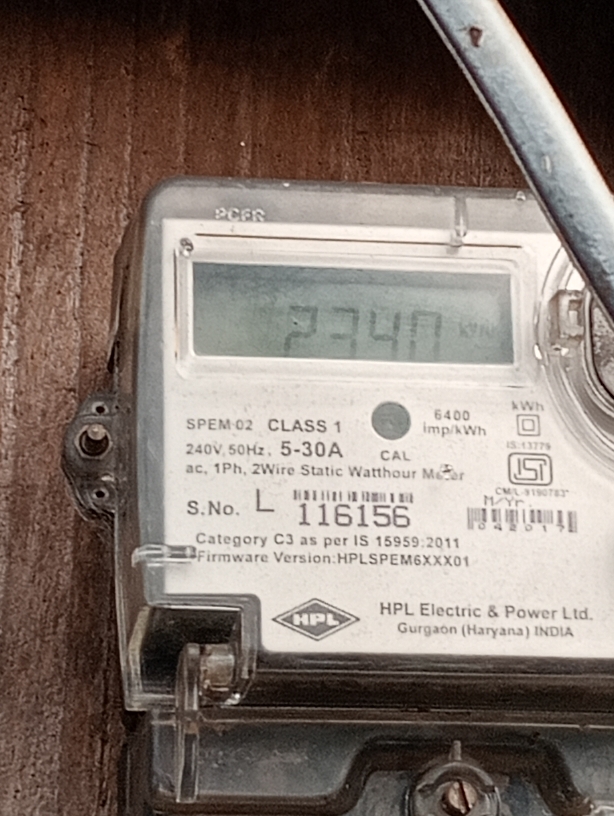 2340 kWh
SPEM-02 CLASS 1
6400
imp/kWh
kWh
240V, 50Hz, 5-30A
CAL
IS:13779
ac, 1Ph, 2Wire Static Watthour Meter
S.No. L 116156
M/Yr.
042017
Category C3 as per IS 15959:2011
Firmware Version:HPLSPEM6XXX01
HPL
HPL Electric & Power Ltd.
Gurgaon (Haryana) INDIA